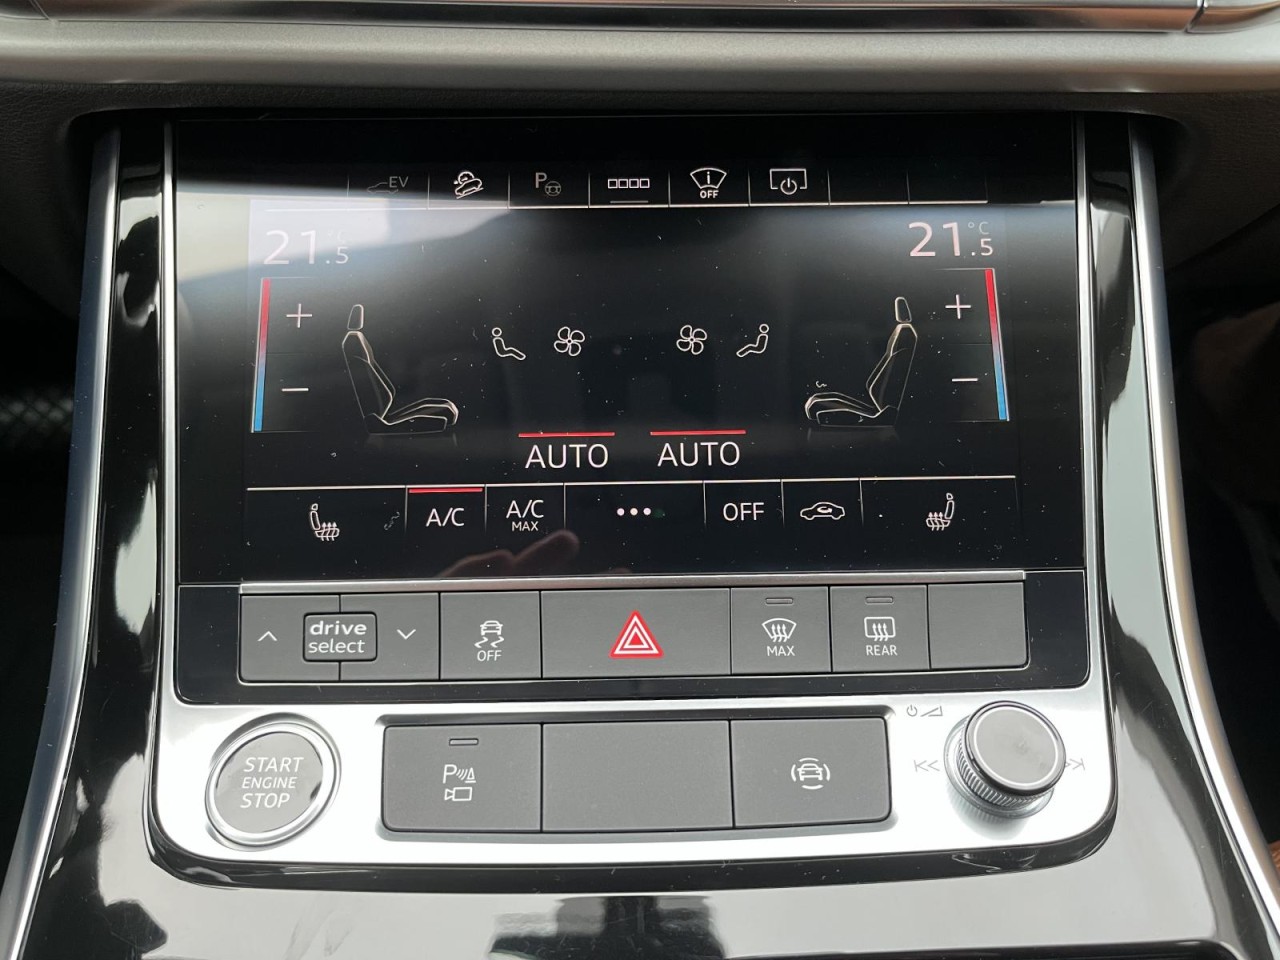 EV
P
OFF
21.5 °C
21.5 °C
+
+
−
−
AUTO
AUTO
A/C
A/C
MAX
•••
OFF
drive
select
OFF
MAX
REAR
START
ENGINE
STOP
P